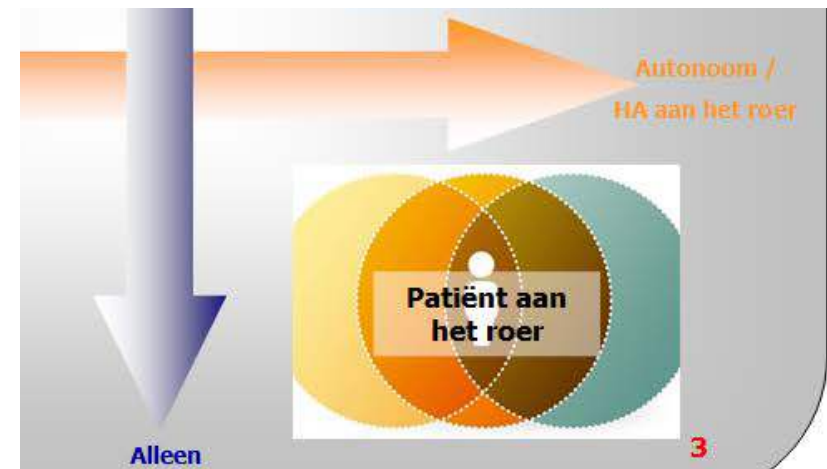 Autonoom /
HA aan het roer
Patiënt aan
het roer
Alleen
3